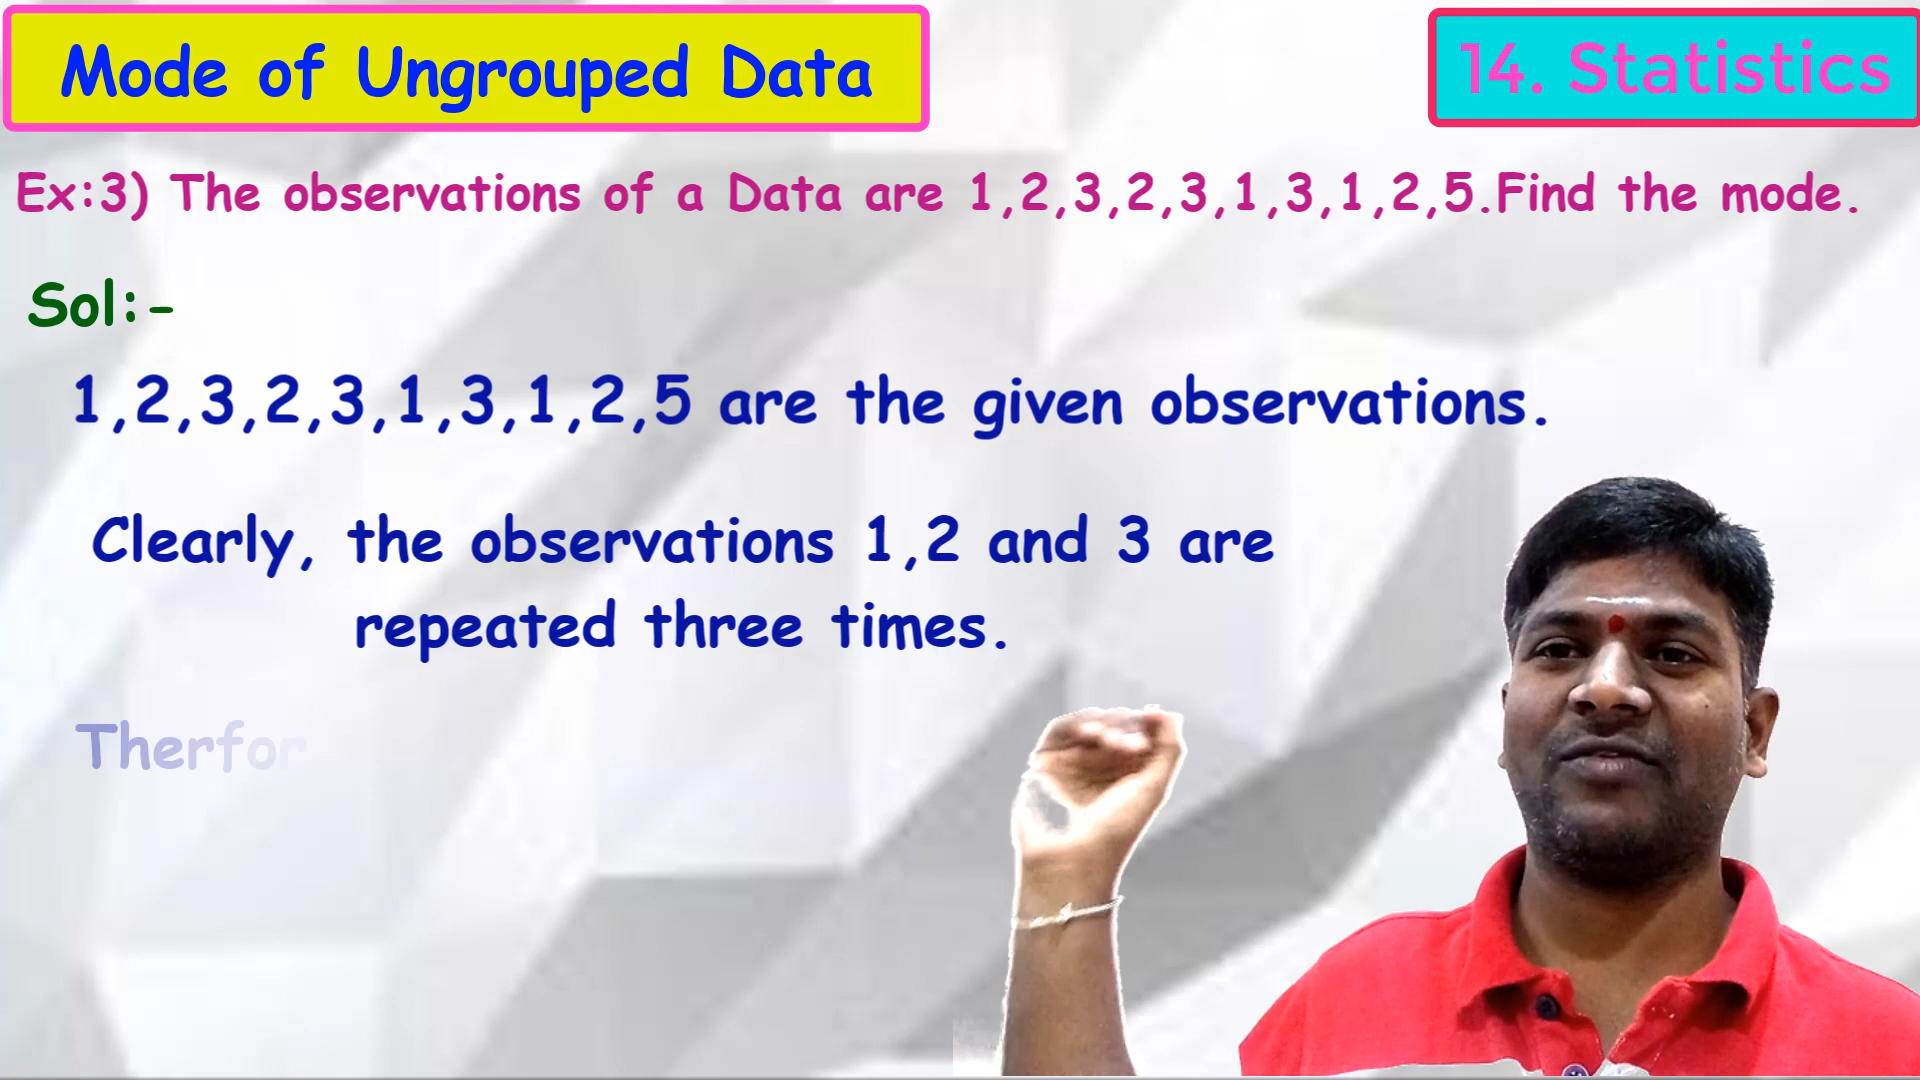 Mode of Ungrouped Data
14. Statistics
Ex:3) The observations of a Data are 1,2,3,2,3,1,3,1,2,5.Find the mode.
Sol:-
1,2,3,2,3,1,3,1,2,5 are the given observations.
Clearly, the observations 1,2 and 3 are
repeated three times.
Therfor